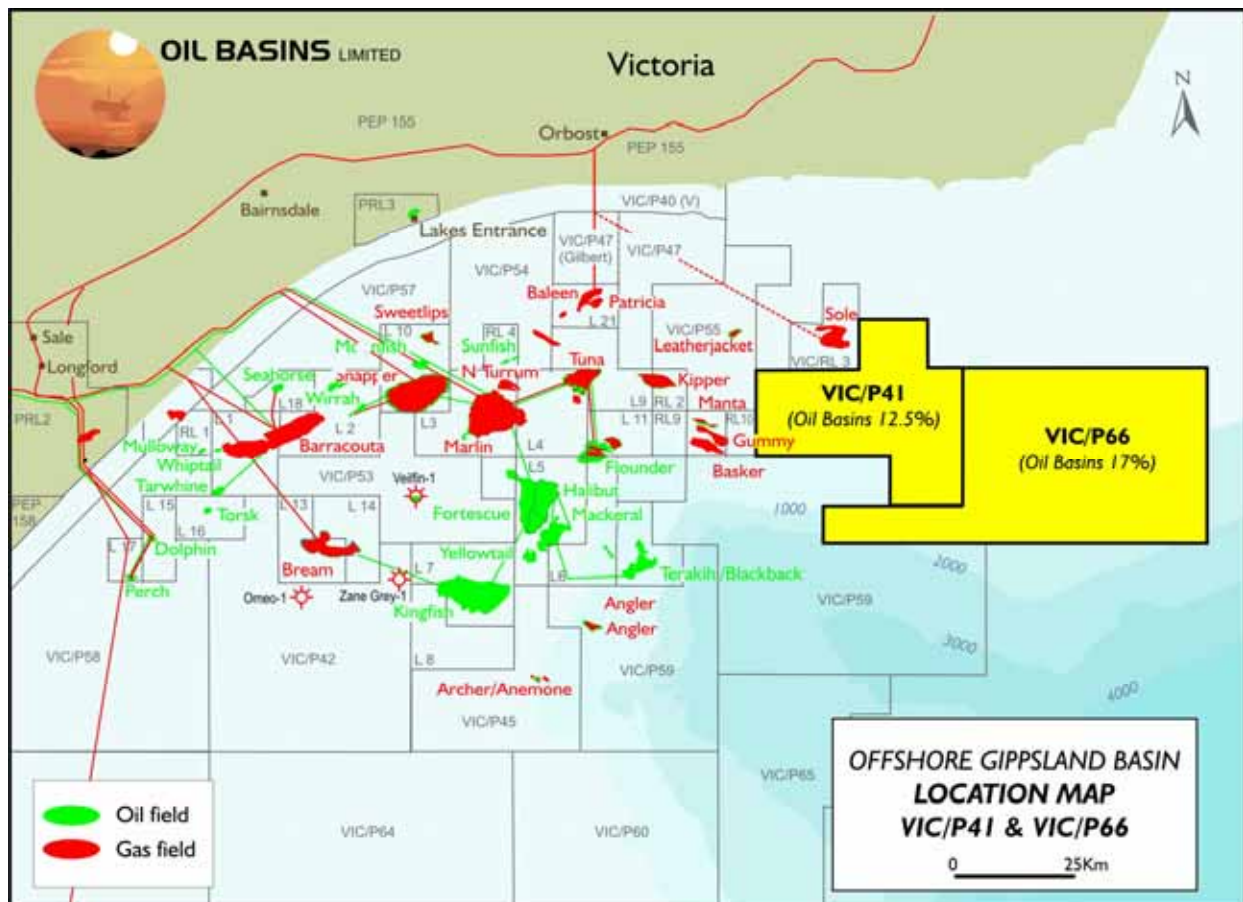 OIL BASINS LIMITED
Victoria
N
PEP 155
Orbost
PEP 155
Bairnsdale
PRL3
Lakes Entrance
VIC/P40 (V)
VIC/P47
(Gilbert)
VIC/P47
VIC/P54
VIC/P57
Baleen
Patricia
Sweetlips
L 10
RL 4
L 21
VIC/P55
Leatherjacket
Sole
VIC/RL 3
Sale
Longford
Sunfish
Tuna
Seahorse
Snapper
N Turrum
Kipper
Wirrah
L18
L9
RL 2
Manta
VIC/P41
(Oil Basins 12.5%)
VIC/P66
(Oil Basins 17%)
PRL2
L1
L 2
L3
L 11
RL9
RL10
Gummy
RL 1
Mulloway
Barracouta
Marlin
L4
Whiptail
Flounder
Basker
Tarwhine
VIC/P53
Veilfin-1
L5
Halibut
PEP
158
L 15
L 16
Torsk
L 13
L 14
Fortescue
Mackeral
1000
L 17
Dolphin
Yellowtail
Bream
L 7
L6
Terakihi/Blackback
2000
Perch
Omeo-1
Zane Grey-1
Kingfish
Angler
VIC/P59
Angler
3000
VIC/P58
VIC/P42
L 8
VIC/P59
Archer/Anemone
4000
VIC/P45
OFFSHORE GIPPSLAND BASIN
LOCATION MAP
VIC/P41 & VIC/P66
0 25Km
VIC/P65
Oil field
Gas field
VIC/P64
VIC/P60